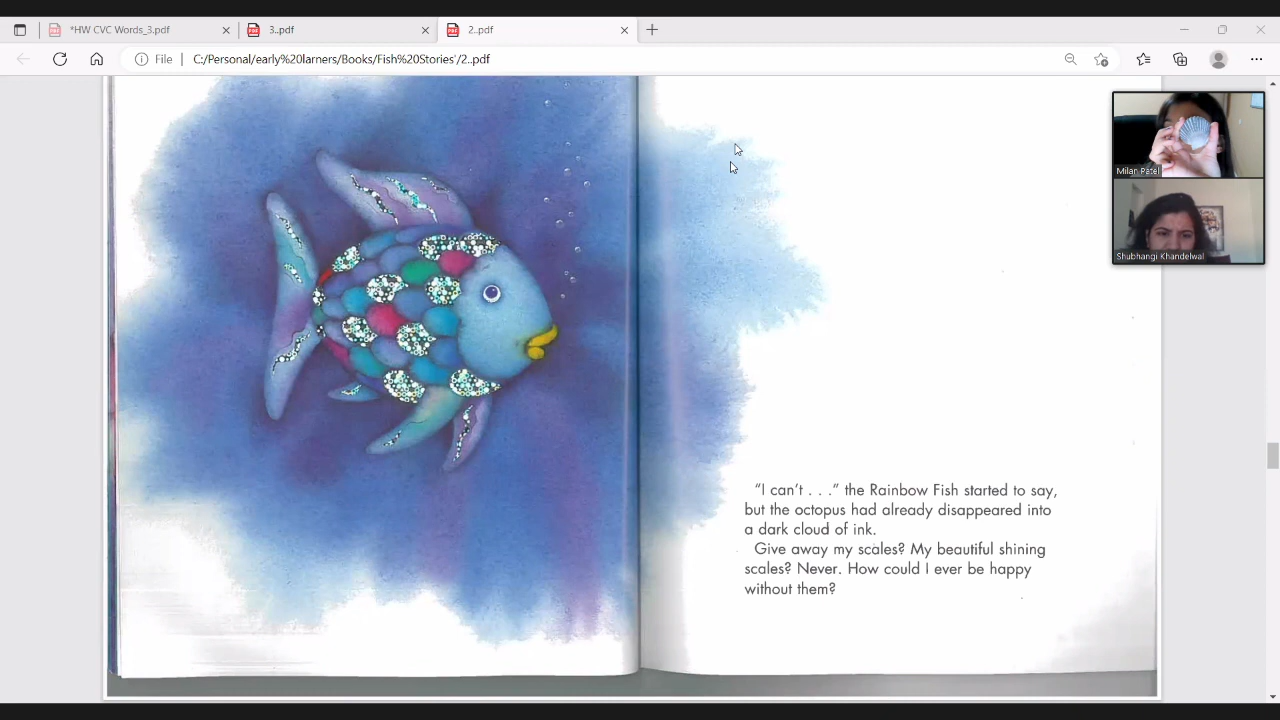 *HW CVC Words_3.pdf
3..pdf
2..pdf
File
C:/Personal/early%20larners/Books/Fish%20Stories'/2..pdf
Milan Patel
Shubhangi Khandelwal
"I can't . . ." the Rainbow Fish started to say,
but the octopus had already disappeared into
a dark cloud of ink.
Give away my scales? My beautiful shining
scales? Never. How could I ever be happy
without them?